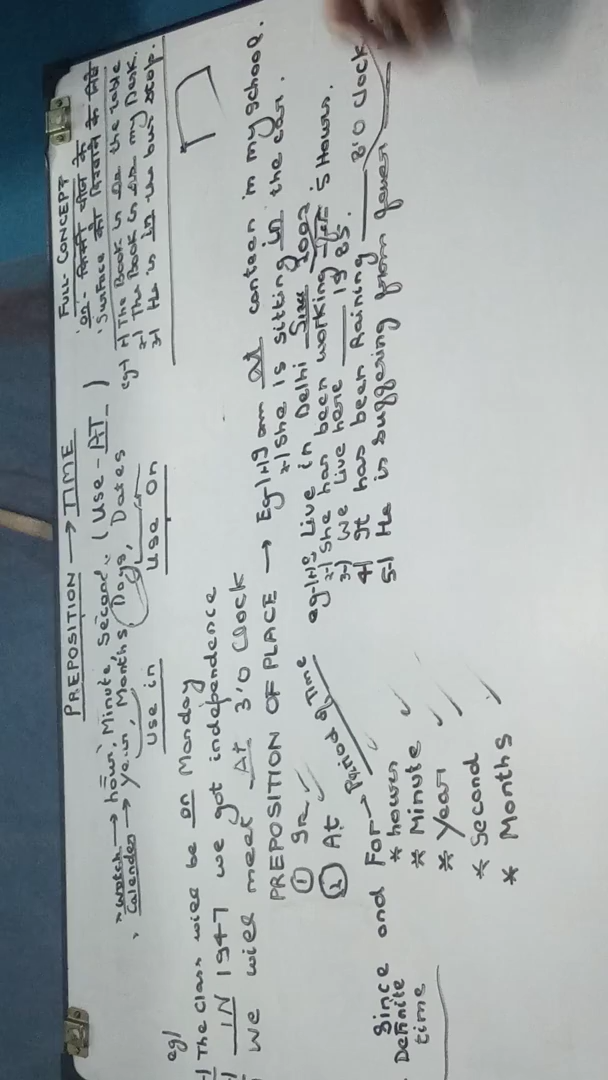 PREPOSITION → TIME
* Watch → hour, Minute, Second. (Use - AT)
* Calender → Year, Months Days, Dates
Use in
Use On
eg/
1-) The Class will be on Monday
IN 1947 we got independence
We will meet At 3'O Clock
FULL-CONCEPT
'on' - किसी चीज के
'Surface' को दिखाने के लिये
eg-1-) The Book is on the table
2-) The Book is on my Desk.
3-) He is in the bus stop.
PREPOSITION OF PLACE → Eg-1-) I am at canteen in my school.
2-) She is sitting in the car.
① In
② At
Since and For → Period of Time
Definite
time
* hours
* Minute
* Year
* Second
* Months
eg-1-) I Live in Delhi 2002
2-) She has been working for 5 Hours.
3-) We Live here 1985.
4-) It has been Raining 8'O Clock
5-) He is suffering from fever